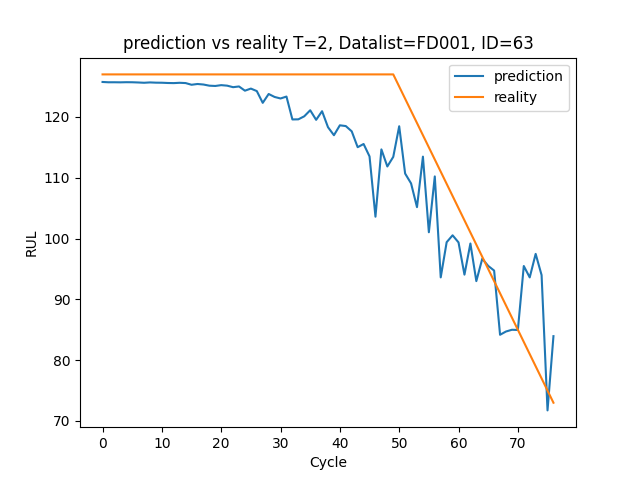 prediction vs reality T=2, Datalist=FD001, ID=63
prediction
reality
120
110
100
90
80
70
RUL
0 10 20 30 40 50 60 70
Cycle